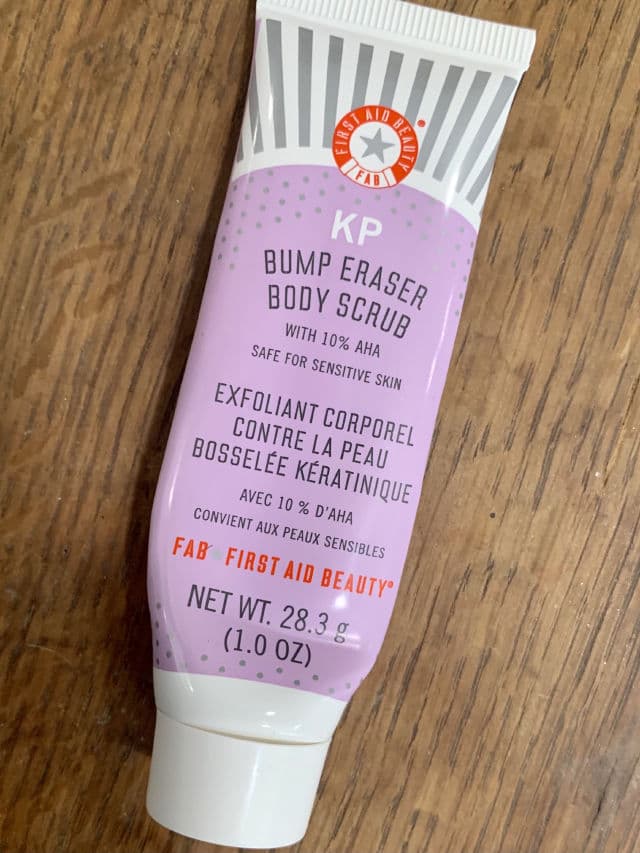 FIRST AID BEAUTY
FAB
KP
BUMP ERASER
BODY SCRUB
WITH 10% AHA
SAFE FOR SENSITIVE SKIN
EXFOLIANT CORPOREL
CONTRE LA PEAU
BOSSELÉE KÉRATINIQUE
AVEC 10 % D'AHA
CONVIENT AUX PEAUX SENSIBLES
FAB FIRST AID BEAUTY®
NET WT. 28.3 g
(1.0 OZ)